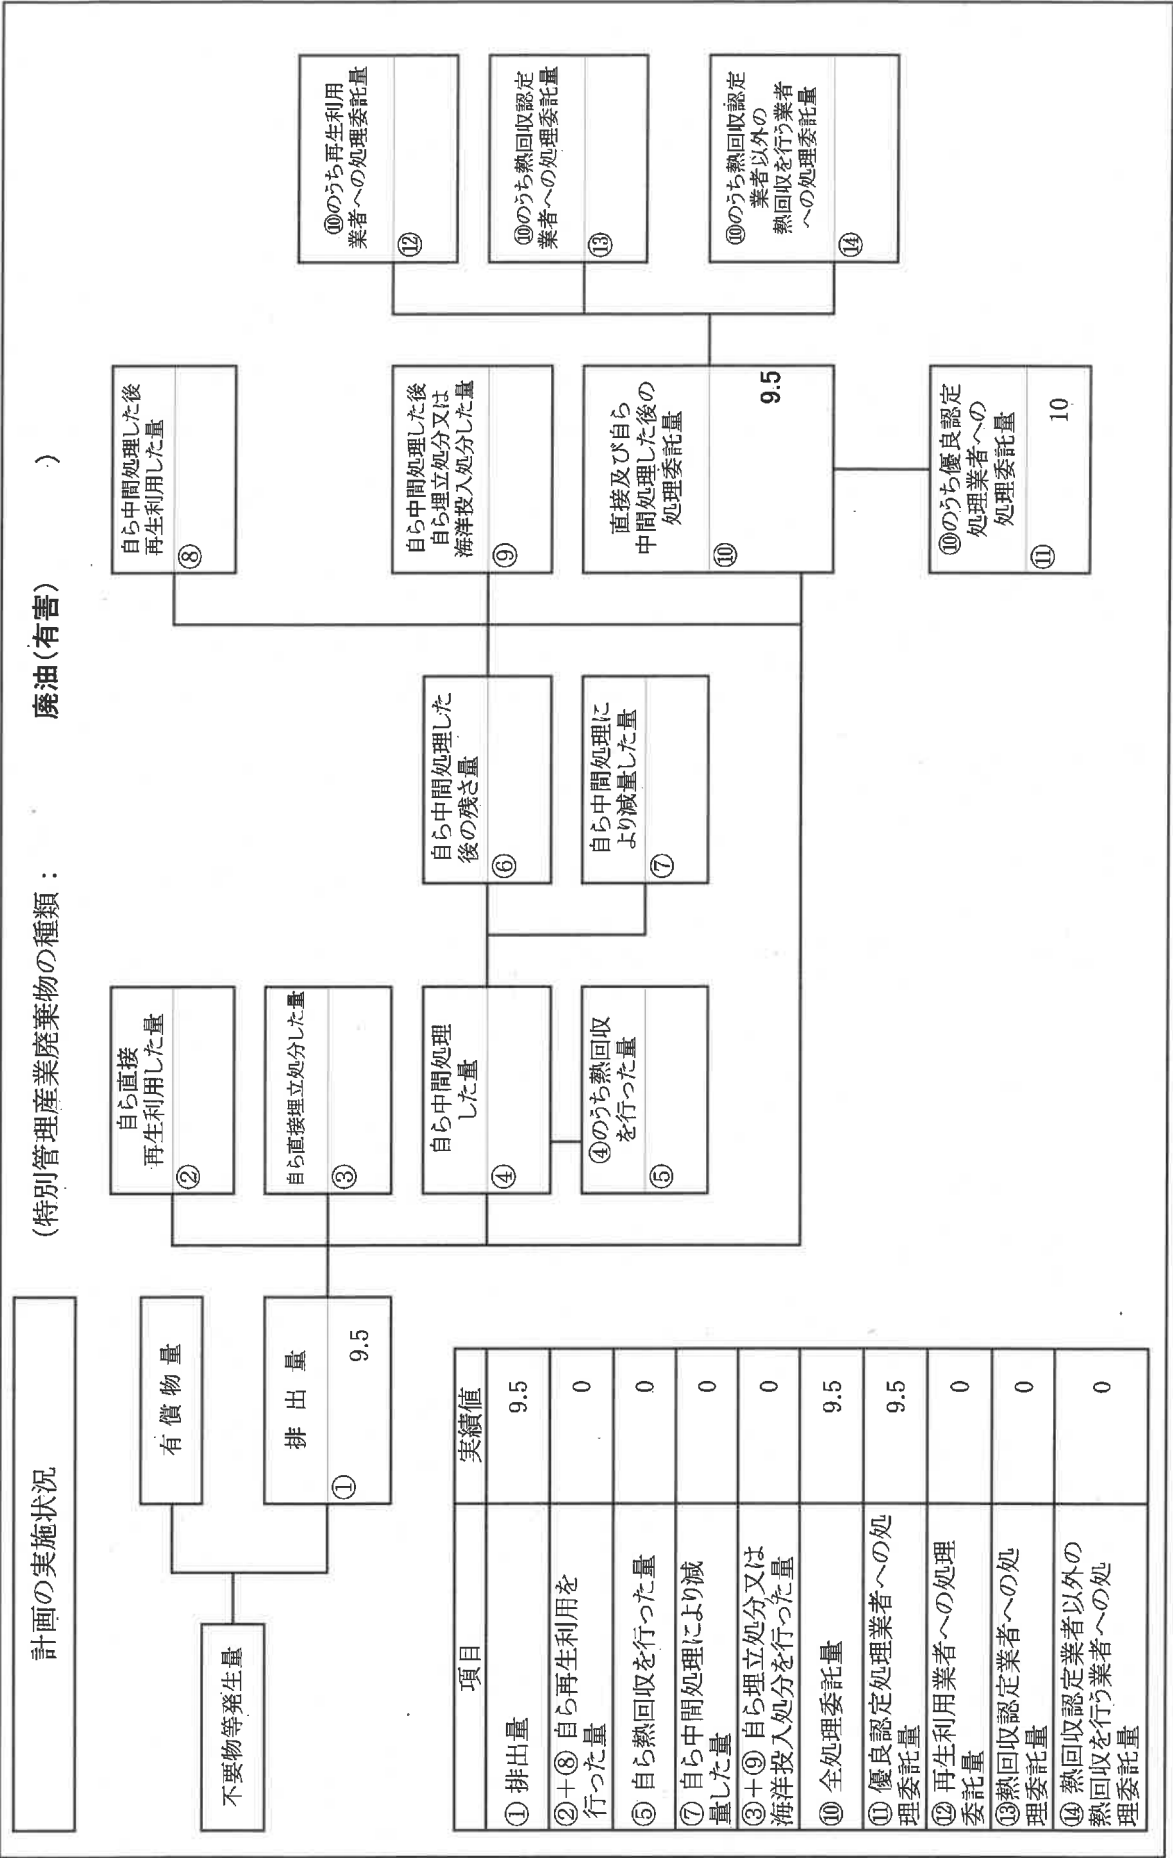 計画の実施状況
(特別管理産業廃棄物の種類： 廃油(有害) )
不要物等発生量
有償物量
排出量
① 9.5
自ら直接
再生利用した量
②
自ら直接埋立処分した量
③
自ら中間処理
した量
④
④のうち熱回収
を行った量
⑤
自ら中間処理した
後の残さ量
⑥
自ら中間処理に
より減量した量
⑦
自ら中間処理した後
再生利用した量
⑧
自ら中間処理した後
自ら埋立処分又は
海洋投入処分した量
⑨
直接及び自ら
中間処理した後の
処理委託量
⑩ 9.5
⑩のうち優良認定
処理業者への
処理委託量
⑪ 10
⑩のうち再生利用
業者への処理委託量
⑫
⑩のうち熱回収認定
業者への処理委託量
⑬
⑩のうち熱回収認定
業者以外の
熱回収を行う業者
への処理委託量
⑭
項目 実績値
① 排出量 9.5
②＋⑧ 自ら再生利用を
行った量 0
⑤ 自ら熱回収を行った量 0
⑦ 自ら中間処理により減
量した量 0
③＋⑨ 自ら埋立処分又は
海洋投入処分を行った量 0
⑩ 全処理委託量 9.5
⑪ 優良認定処理業者への処
理委託量 9.5
⑫ 再生利用業者への処理
委託量 0
⑬熱回収認定業者への処
理委託量 0
⑭ 熱回収認定業者以外の
熱回収を行う業者への処
理委託量 0